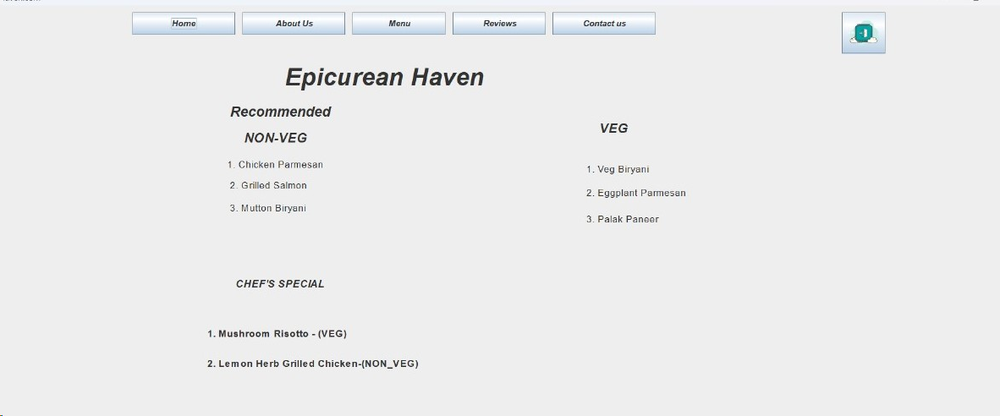 Home
About Us
Menu
Reviews
Contact us
Epicurean Haven
Recommended
NON-VEG
1. Chicken Parmesan
2. Grilled Salmon
3. Mutton Biryani
VEG
1. Veg Biryani
2. Eggplant Parmesan
3. Palak Paneer
CHEF'S SPECIAL
1. Mushroom Risotto - (VEG)
2. Lemon Herb Grilled Chicken-(NON_VEG)